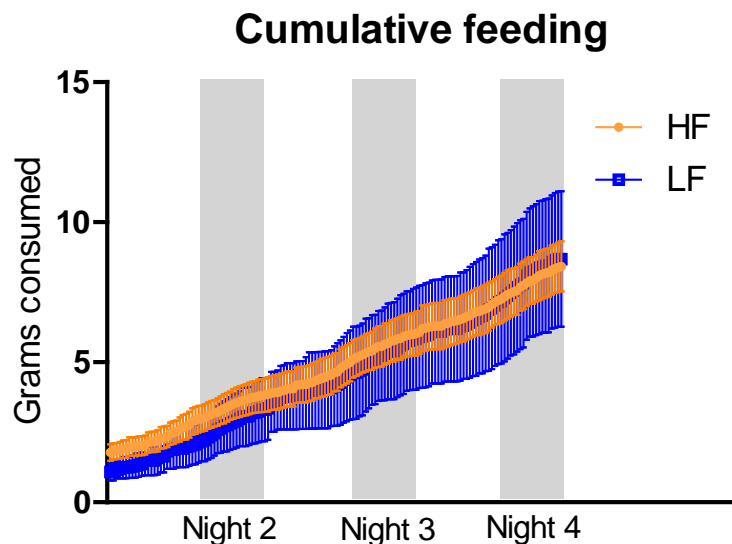 Cumulative feeding
15
10
5
0
Grams consumed
HF
LF
Night 2
Night 3
Night 4